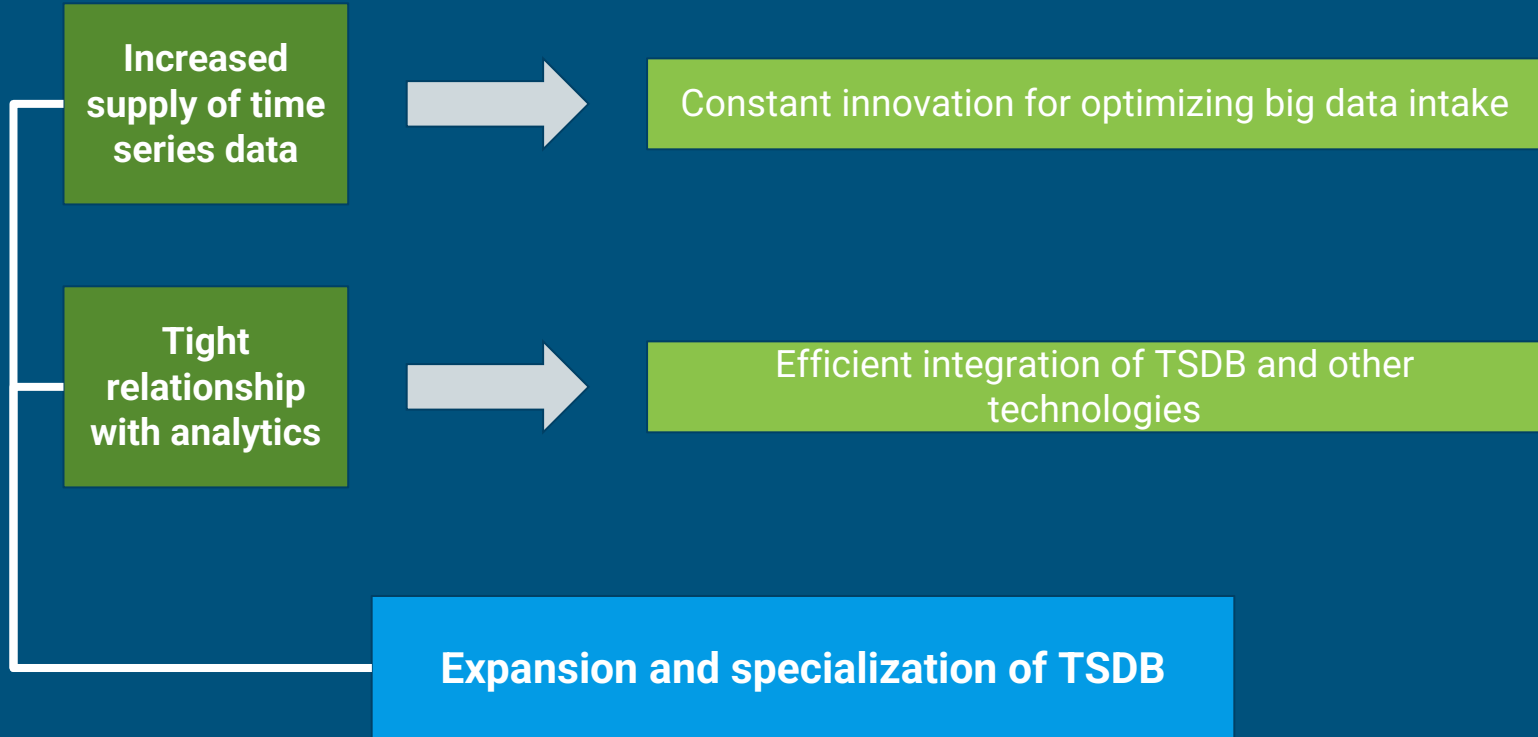 Increased
supply of time
series data
Constant innovation for optimizing big data intake
Tight
relationship
with analytics
Efficient integration of TSDB and other
technologies
Expansion and specialization of TSDB